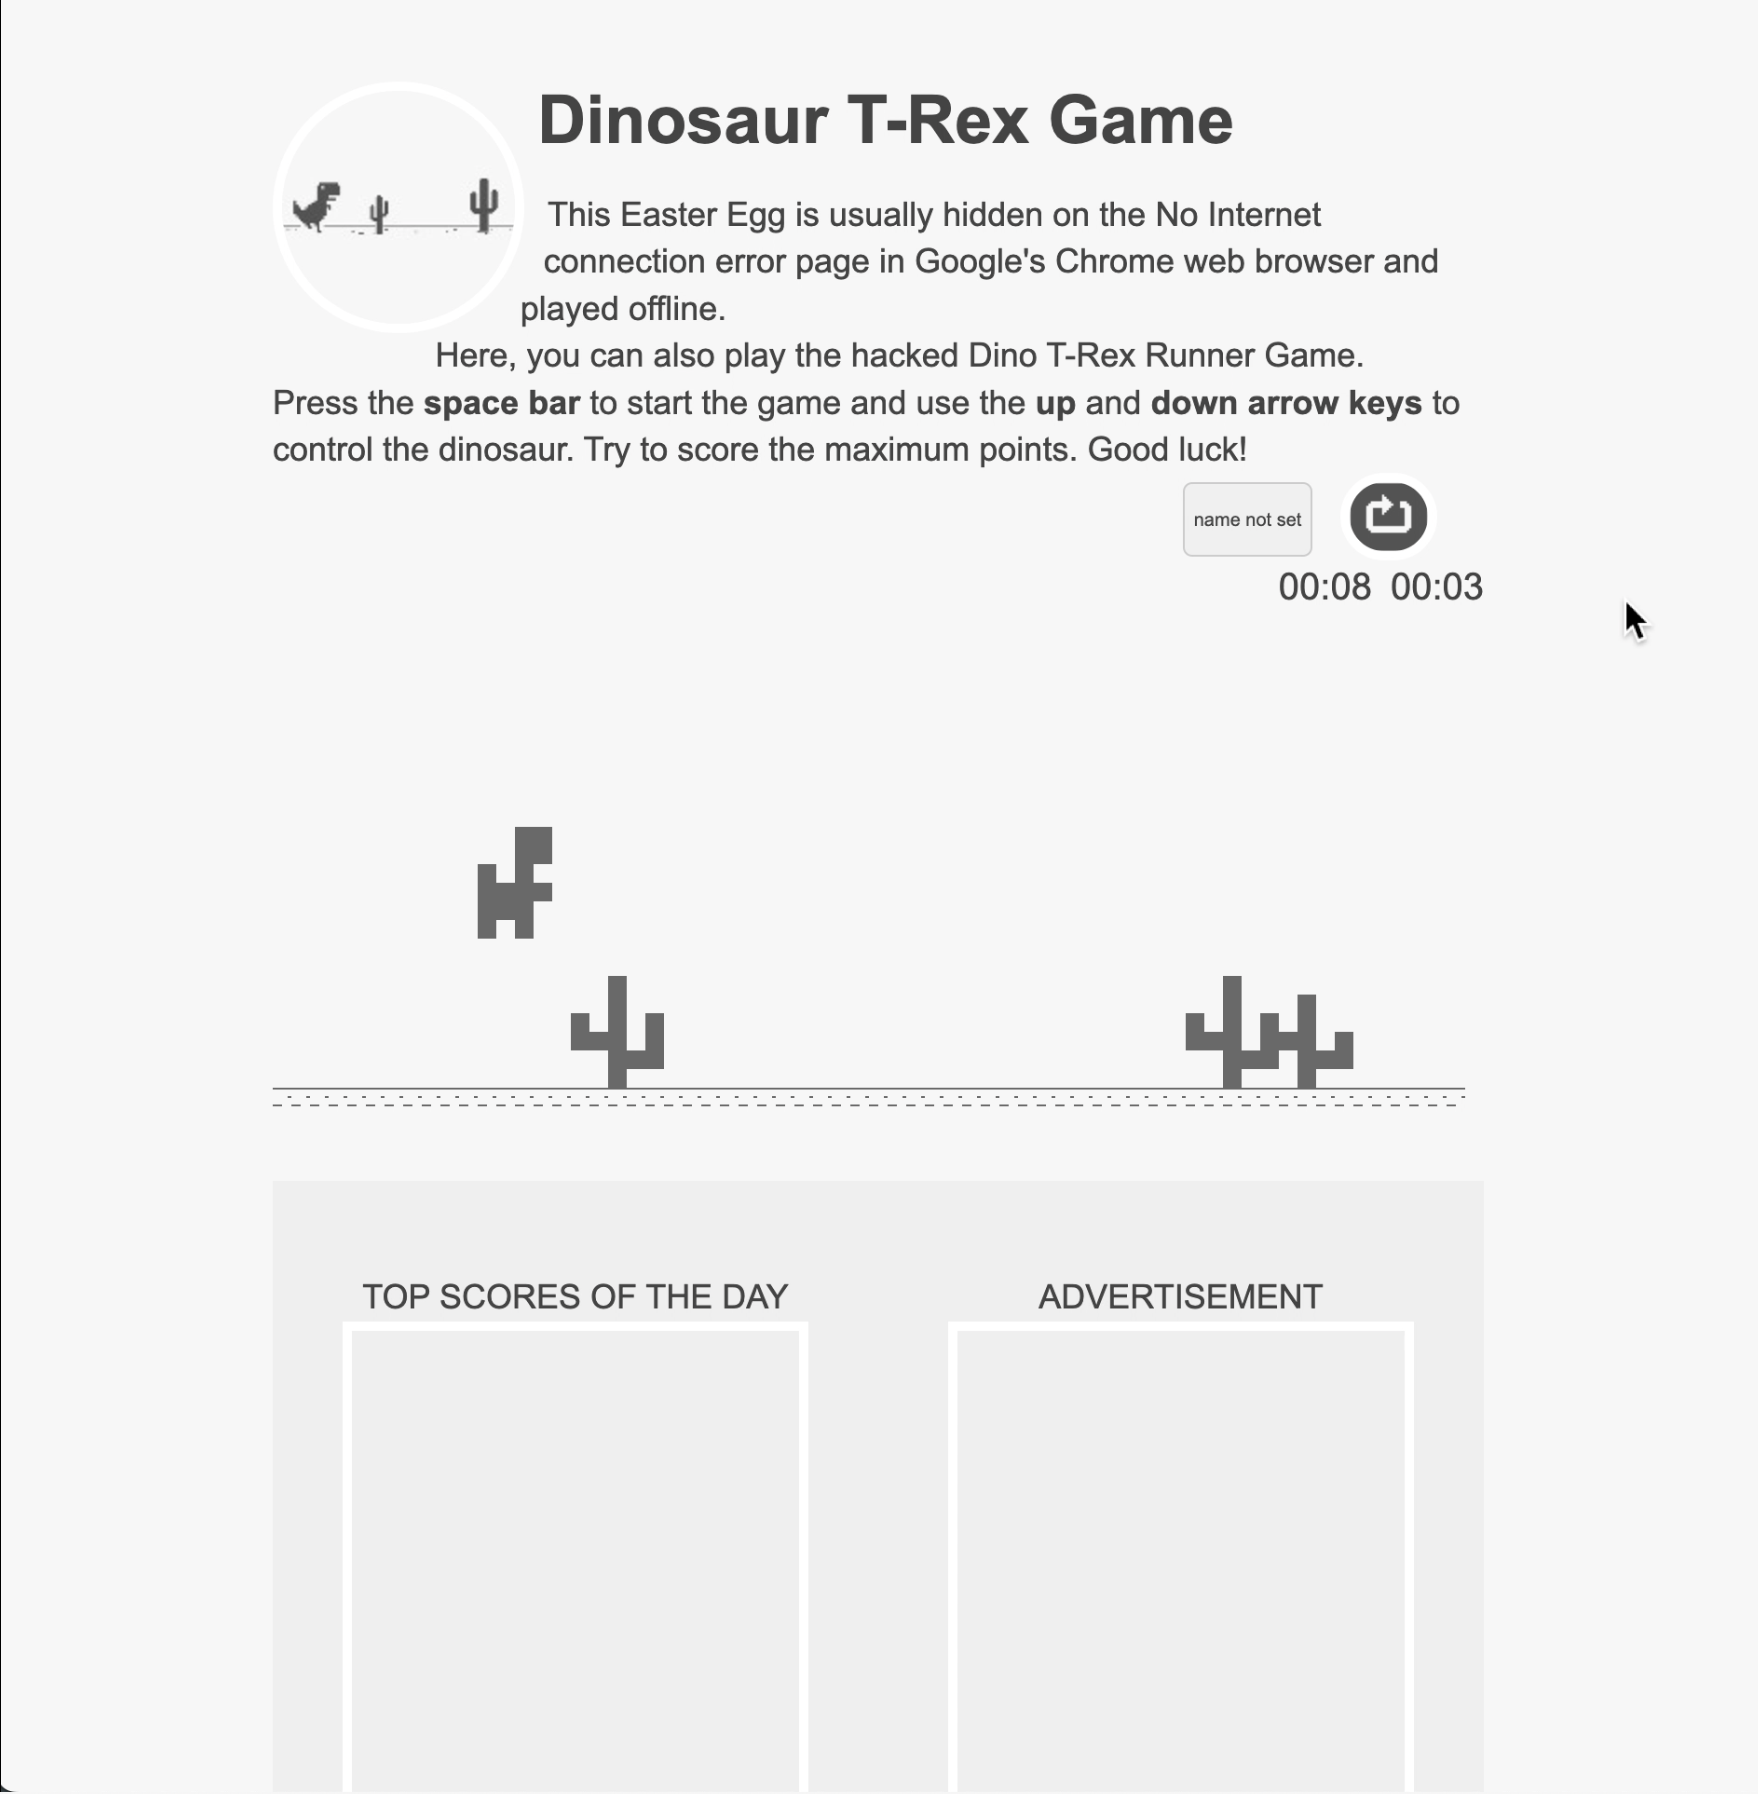 Dinosaur T-Rex Game
This Easter Egg is usually hidden on the No Internet
connection error page in Google's Chrome web browser and
played offline.
Here, you can also play the hacked Dino T-Rex Runner Game.
Press the space bar to start the game and use the up and down arrow keys to
control the dinosaur. Try to score the maximum points. Good luck!
name not set
00:08 00:03
TOP SCORES OF THE DAY
ADVERTISEMENT